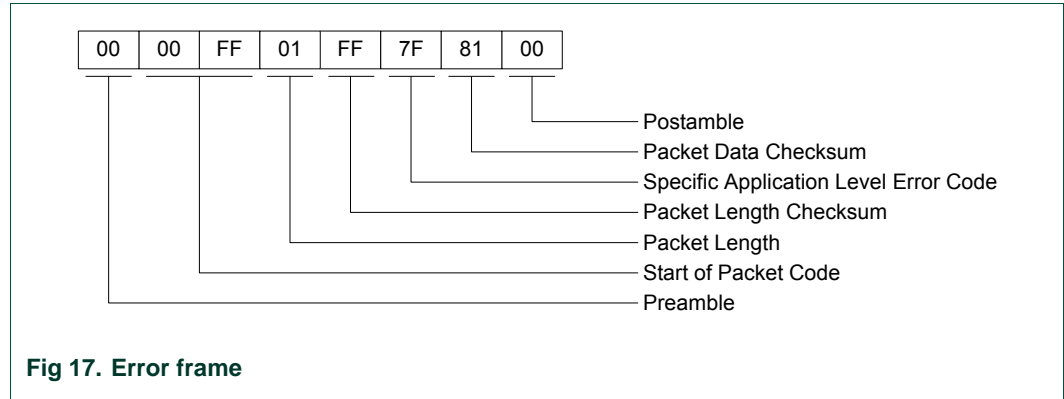 00 00 FF 01 FF 7F 81 00
Postamble
Packet Data Checksum
Specific Application Level Error Code
Packet Length Checksum
Packet Length
Start of Packet Code
Preamble
Fig 17. Error frame